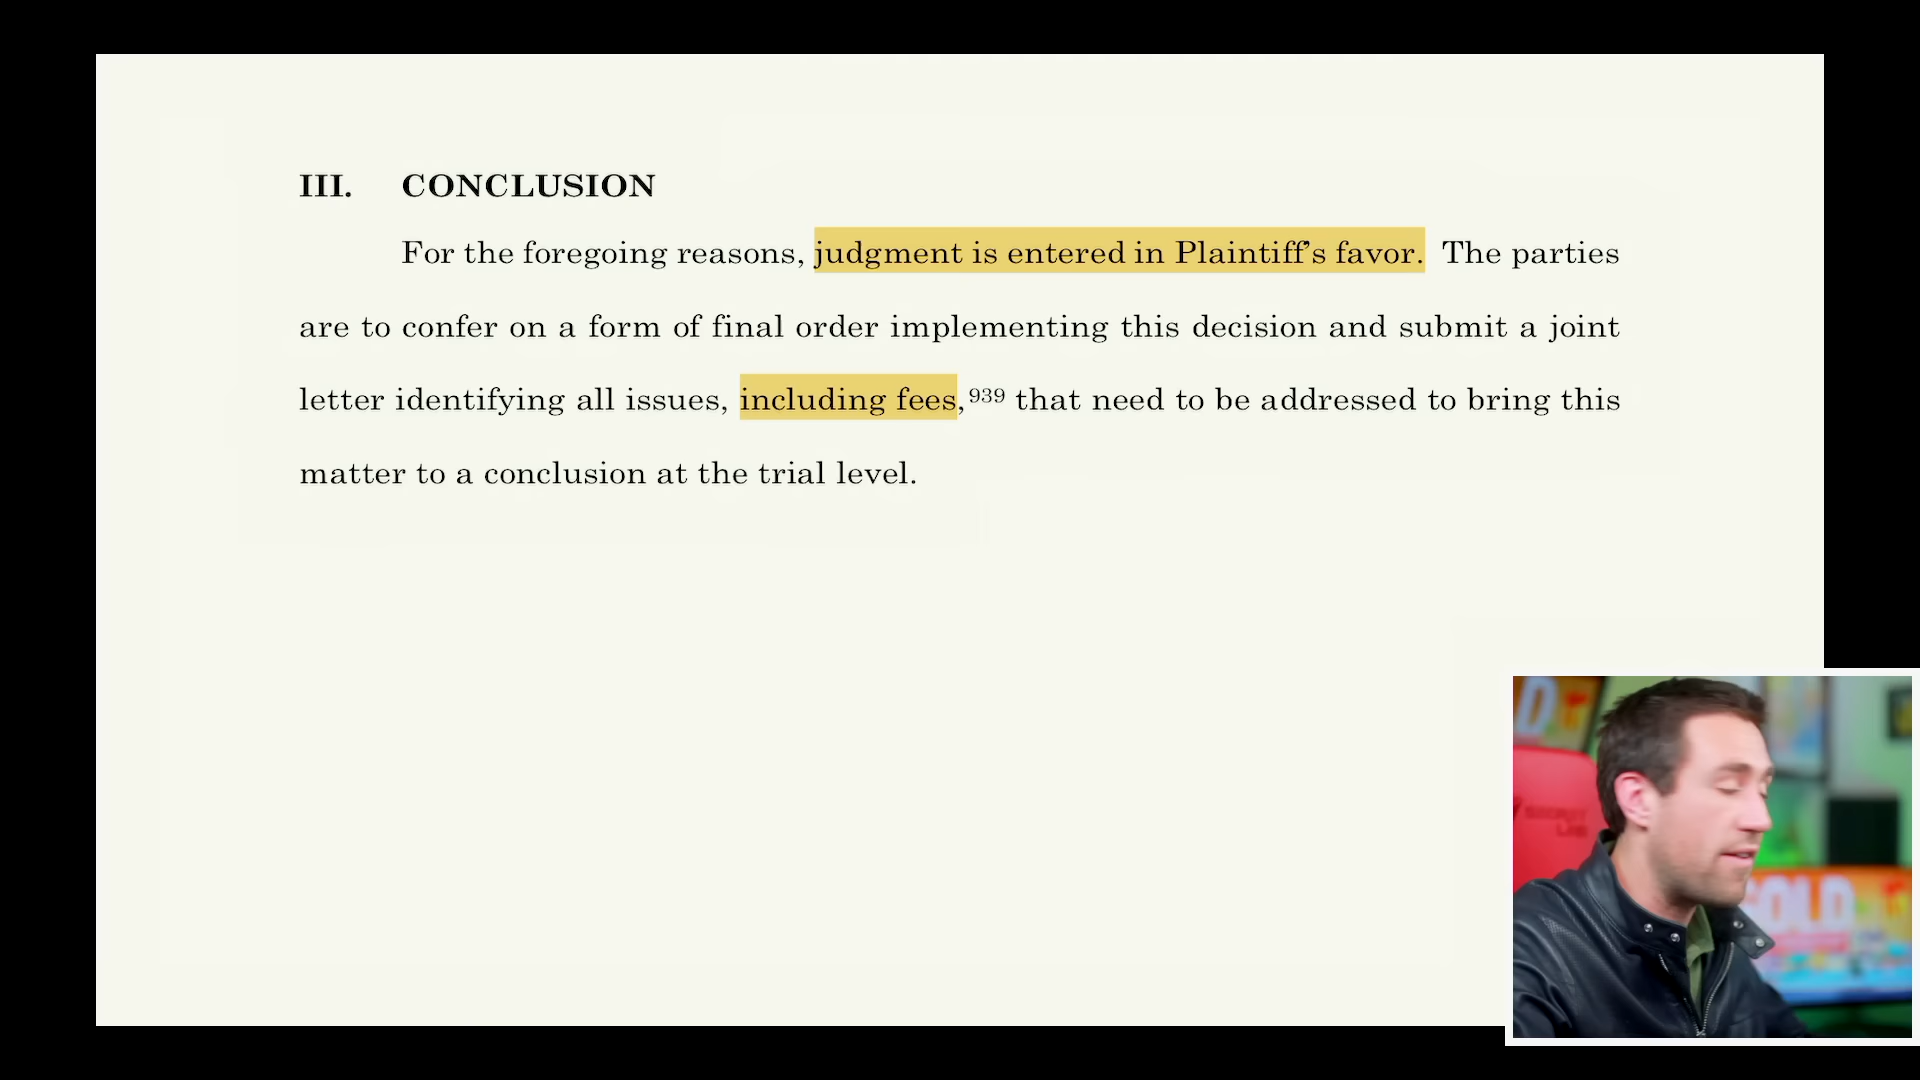 III. CONCLUSION
For the foregoing reasons, judgment is entered in Plaintiff's favor. The parties
are to confer on a form of final order implementing this decision and submit a joint
letter identifying all issues, including fees,939 that need to be addressed to bring this
matter to a conclusion at the trial level.
OLD